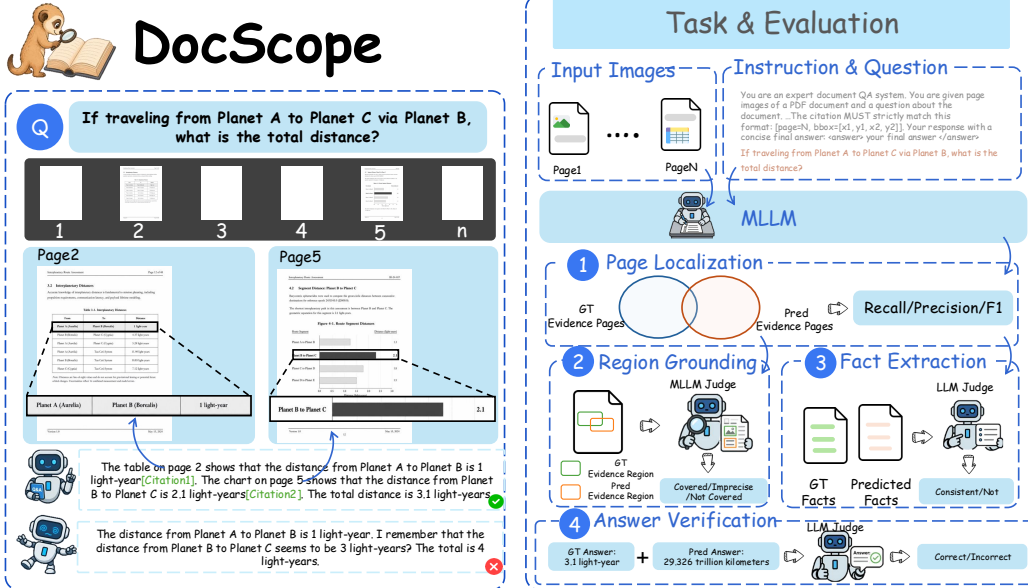 DocScope
Q
If traveling from Planet A to Planet C via Planet B,
what is the total distance?
1
2
3
4
5
n
Page2
Planet A (Aurelia) Planet B (Borealis) 1 light-year
Page5
Planet B to Planet C 2.1
The table on page 2 shows that the distance from Planet A to Planet B is 1
light-year[Citation1]. The chart on page 5 shows that the distance from Planet
B to Planet C is 2.1 light-years[Citation2]. The total distance is 3.1 light-years.
The distance from Planet A to Planet B is 1 light-year. I remember that the
distance from Planet B to Planet C seems to be 3 light-years? The total is 4
light-years.
Task & Evaluation
Input Images
Page1
....
PageN
Instruction & Question
You are an expert document QA system. You are given page
images of a PDF document and a question about the
document. ...The citation MUST strictly match this
format: [page=N, bbox=[x1, y1, x2, y2]]. Your response with a
concise final answer: <answer> your final answer </answer>
If traveling from Planet A to Planet C via Planet B, what is the
total distance?
MLLM
1 Page Localization
GT
Evidence Pages
Pred
Evidence Pages
Recall/Precision/F1
2 Region Grounding
MLLM Judge
GT
Evidence Region
Pred
Evidence Region
Covered/Imprecise
/Not Covered
3 Fact Extraction
LLM Judge
GT
Facts
Predicted
Facts
Consistent/Not
4 Answer Verification
LLM Judge
GT Answer:
3.1 light-year
+
Pred Answer:
29.326 trillion kilometers
Answer
Correct/Incorrect